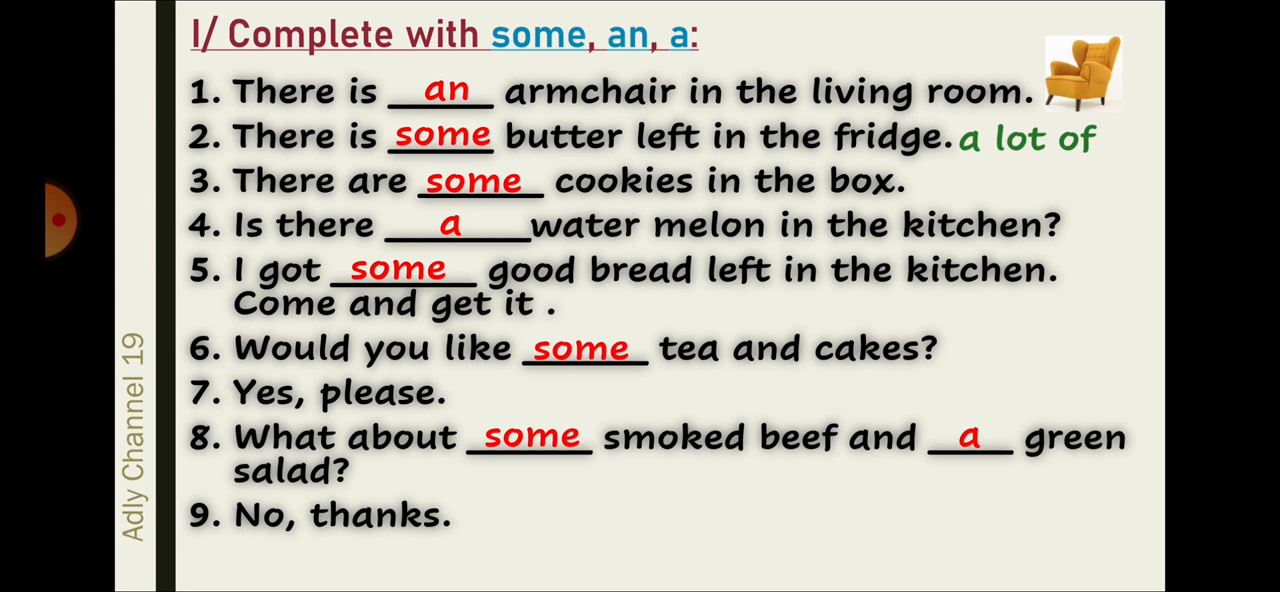 I/ Complete with some, an, a:
1. There is an armchair in the living room.
2. There is some butter left in the fridge. a lot of
3. There are some cookies in the box.
4. Is there a water melon in the kitchen?
5. I got some good bread left in the kitchen.
Come and get it .
6. Would you like some tea and cakes?
7. Yes, please.
8. What about some smoked beef and a green
salad?
9. No, thanks.
Adly Channel 19